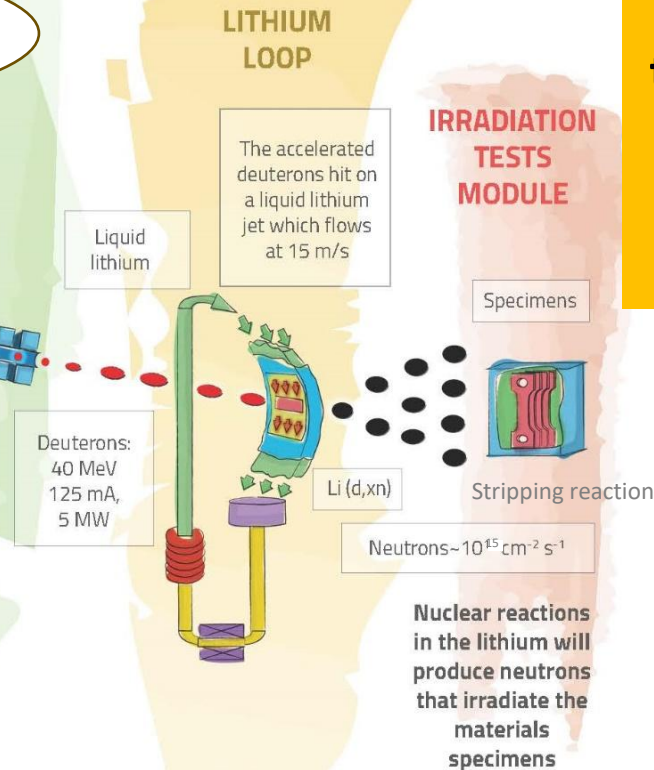 LITHIUM
LOOP
The accelerated
deuterons hit on
a liquid lithium
jet which flows
at 15 m/s
IRRADIATION
TESTS
MODULE
Liquid
lithium
Specimens
Deuterons:
40 MeV
125 mA,
5 MW
Li (d,xn)
Stripping reaction
Neutrons~10¹⁵ cm⁻² s⁻¹
Nuclear reactions
in the lithium will
produce neutrons
that irradiate the
materials
specimens